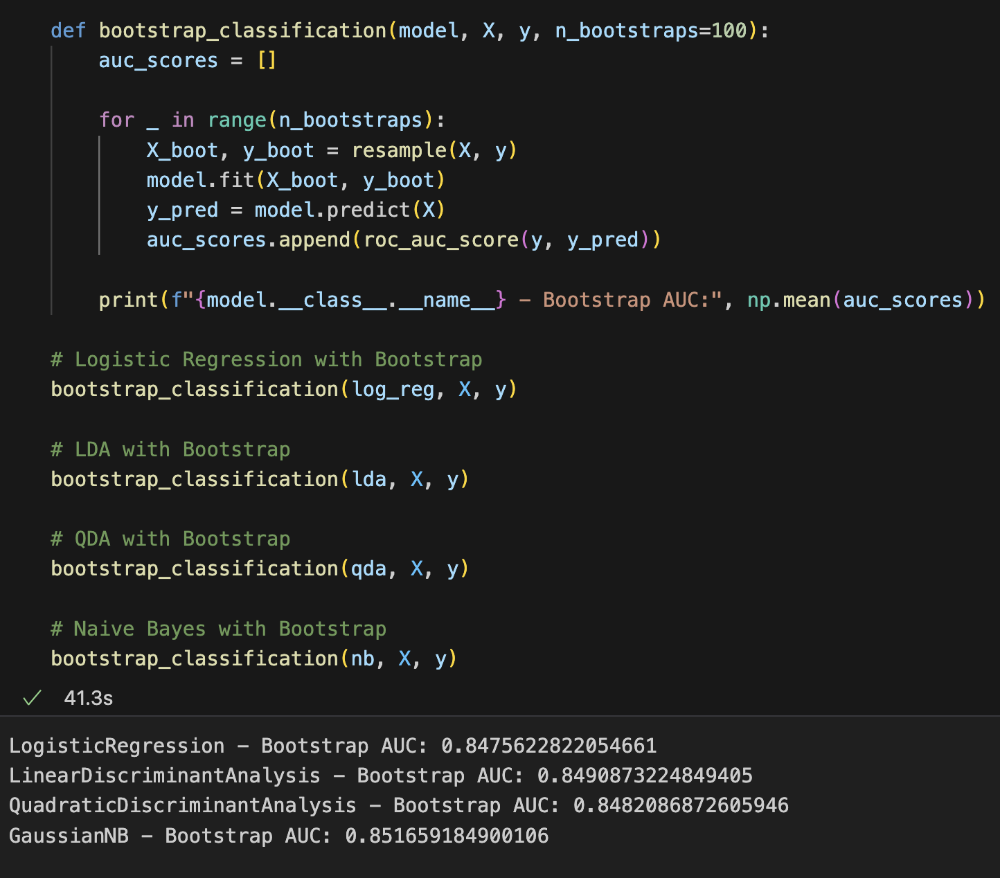 def bootstrap_classification(model, X, y, n_bootstraps=100):
    auc_scores = []
    for _ in range(n_bootstraps):
        X_boot, y_boot = resample(X, y)
        model.fit(X_boot, y_boot)
        y_pred = model.predict(X)
        auc_scores.append(roc_auc_score(y, y_pred))
    print(f"{model.__class__.__name__} - Bootstrap AUC:", np.mean(auc_scores))
# Logistic Regression with Bootstrap
bootstrap_classification(log_reg, X, y)
# LDA with Bootstrap
bootstrap_classification(lda, X, y)
# QDA with Bootstrap
bootstrap_classification(qda, X, y)
# Naive Bayes with Bootstrap
bootstrap_classification(nb, X, y)
41.3s
LogisticRegression - Bootstrap AUC: 0.8475622822054661
LinearDiscriminantAnalysis - Bootstrap AUC: 0.8490873224849405
QuadraticDiscriminantAnalysis - Bootstrap AUC: 0.8482086872605946
GaussianNB - Bootstrap AUC: 0.851659184900106